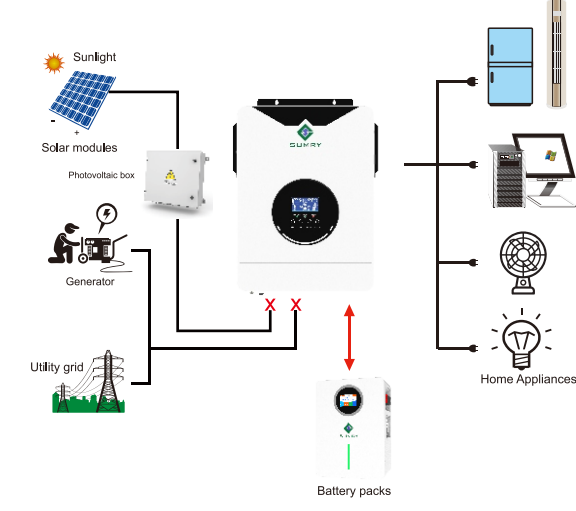 Sunlight
-
+
Solar modules
Photovoltaic box
SUMRY
Generator
X X
Utility grid
Home Appliances
Battery packs